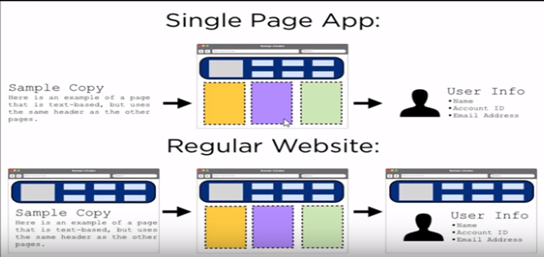 Single Page App:
Sample Copy
Here is an example of a page
that is text-based, but uses
the same header as the other
pages.
User Info
•Name
•Account ID
•Email Address
Regular Website:
Sample Copy
Here is an example of a page
that is text-based, but uses
the same header as the other
pages.
User Info
•Name
•Account ID
•Email Address